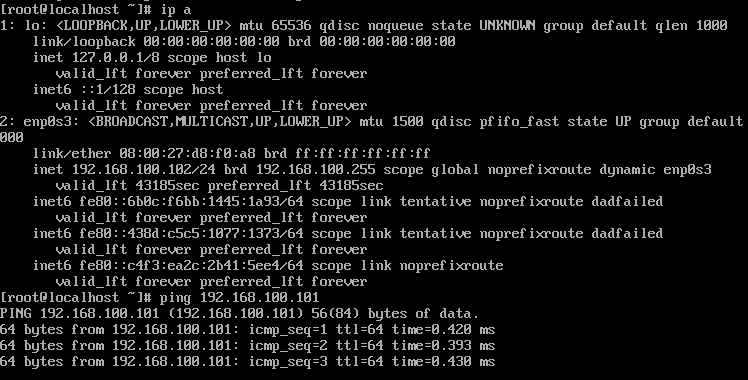 [root@localhost ~]# ip a
1: lo: <LOOPBACK,UP,LOWER_UP> mtu 65536 qdisc noqueue state UNKNOWN group default qlen 1000
    link/loopback 00:00:00:00:00:00 brd 00:00:00:00:00:00
    inet 127.0.0.1/8 scope host lo
       valid_lft forever preferred_lft forever
    inet6 ::1/128 scope host
       valid_lft forever preferred_lft forever
2: enp0s3: <BROADCAST,MULTICAST,UP,LOWER_UP> mtu 1500 qdisc pfifo_fast state UP group default
000
    link/ether 08:00:27:d8:f0:a8 brd ff:ff:ff:ff:ff:ff
    inet 192.168.100.102/24 brd 192.168.100.255 scope global noprefixroute dynamic enp0s3
       valid_lft 43185sec preferred_lft 43185sec
    inet6 fe80::6b0c:f6bb:1445:1a93/64 scope link tentative noprefixroute dadfailed
       valid_lft forever preferred_lft forever
    inet6 fe80::438d:c5c5:1077:1373/64 scope link tentative noprefixroute dadfailed
       valid_lft forever preferred_lft forever
    inet6 fe80::c4f3:ea2c:2b41:5ee4/64 scope link noprefixroute
       valid_lft forever preferred_lft forever
[root@localhost ~]# ping 192.168.100.101
PING 192.168.100.101 (192.168.100.101) 56(84) bytes of data.
64 bytes from 192.168.100.101: icmp_seq=1 ttl=64 time=0.420 ms
64 bytes from 192.168.100.101: icmp_seq=2 ttl=64 time=0.393 ms
64 bytes from 192.168.100.101: icmp_seq=3 ttl=64 time=0.430 ms